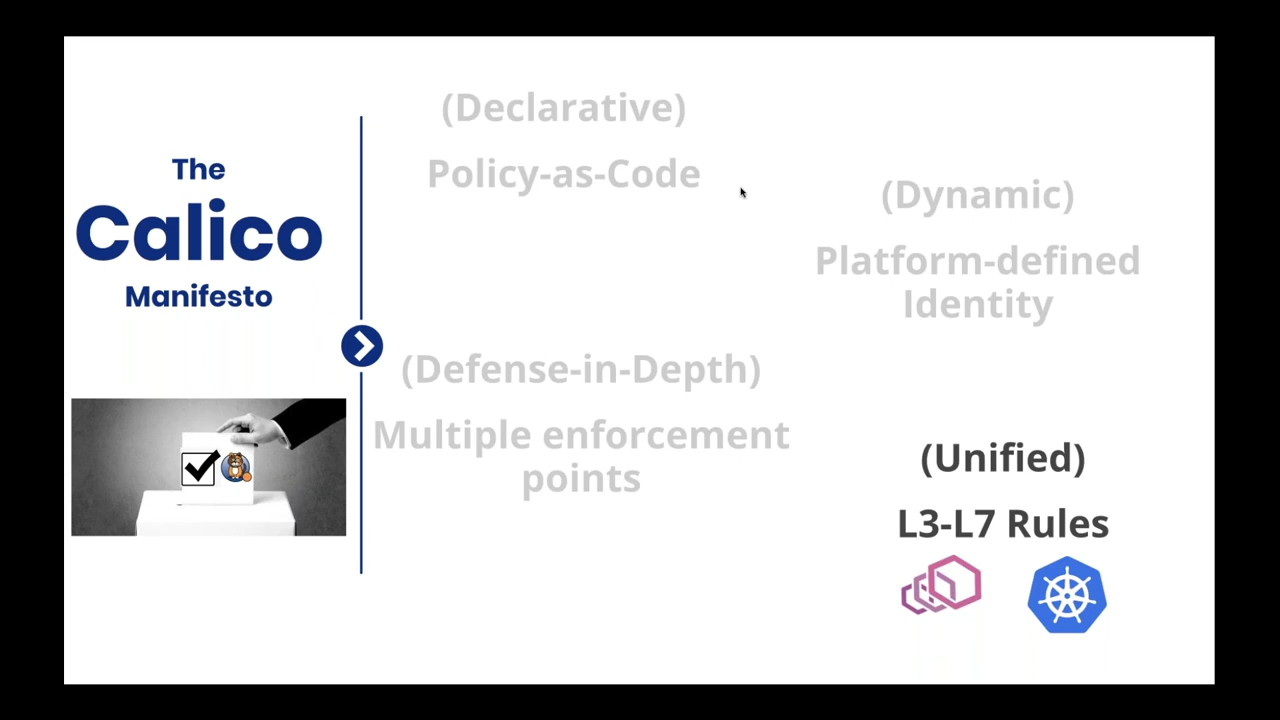 The
Calico
Manifesto
(Declarative)
Policy-as-Code
(Dynamic)
Platform-defined
Identity
(Defense-in-Depth)
Multiple enforcement
points
(Unified)
L3-L7 Rules